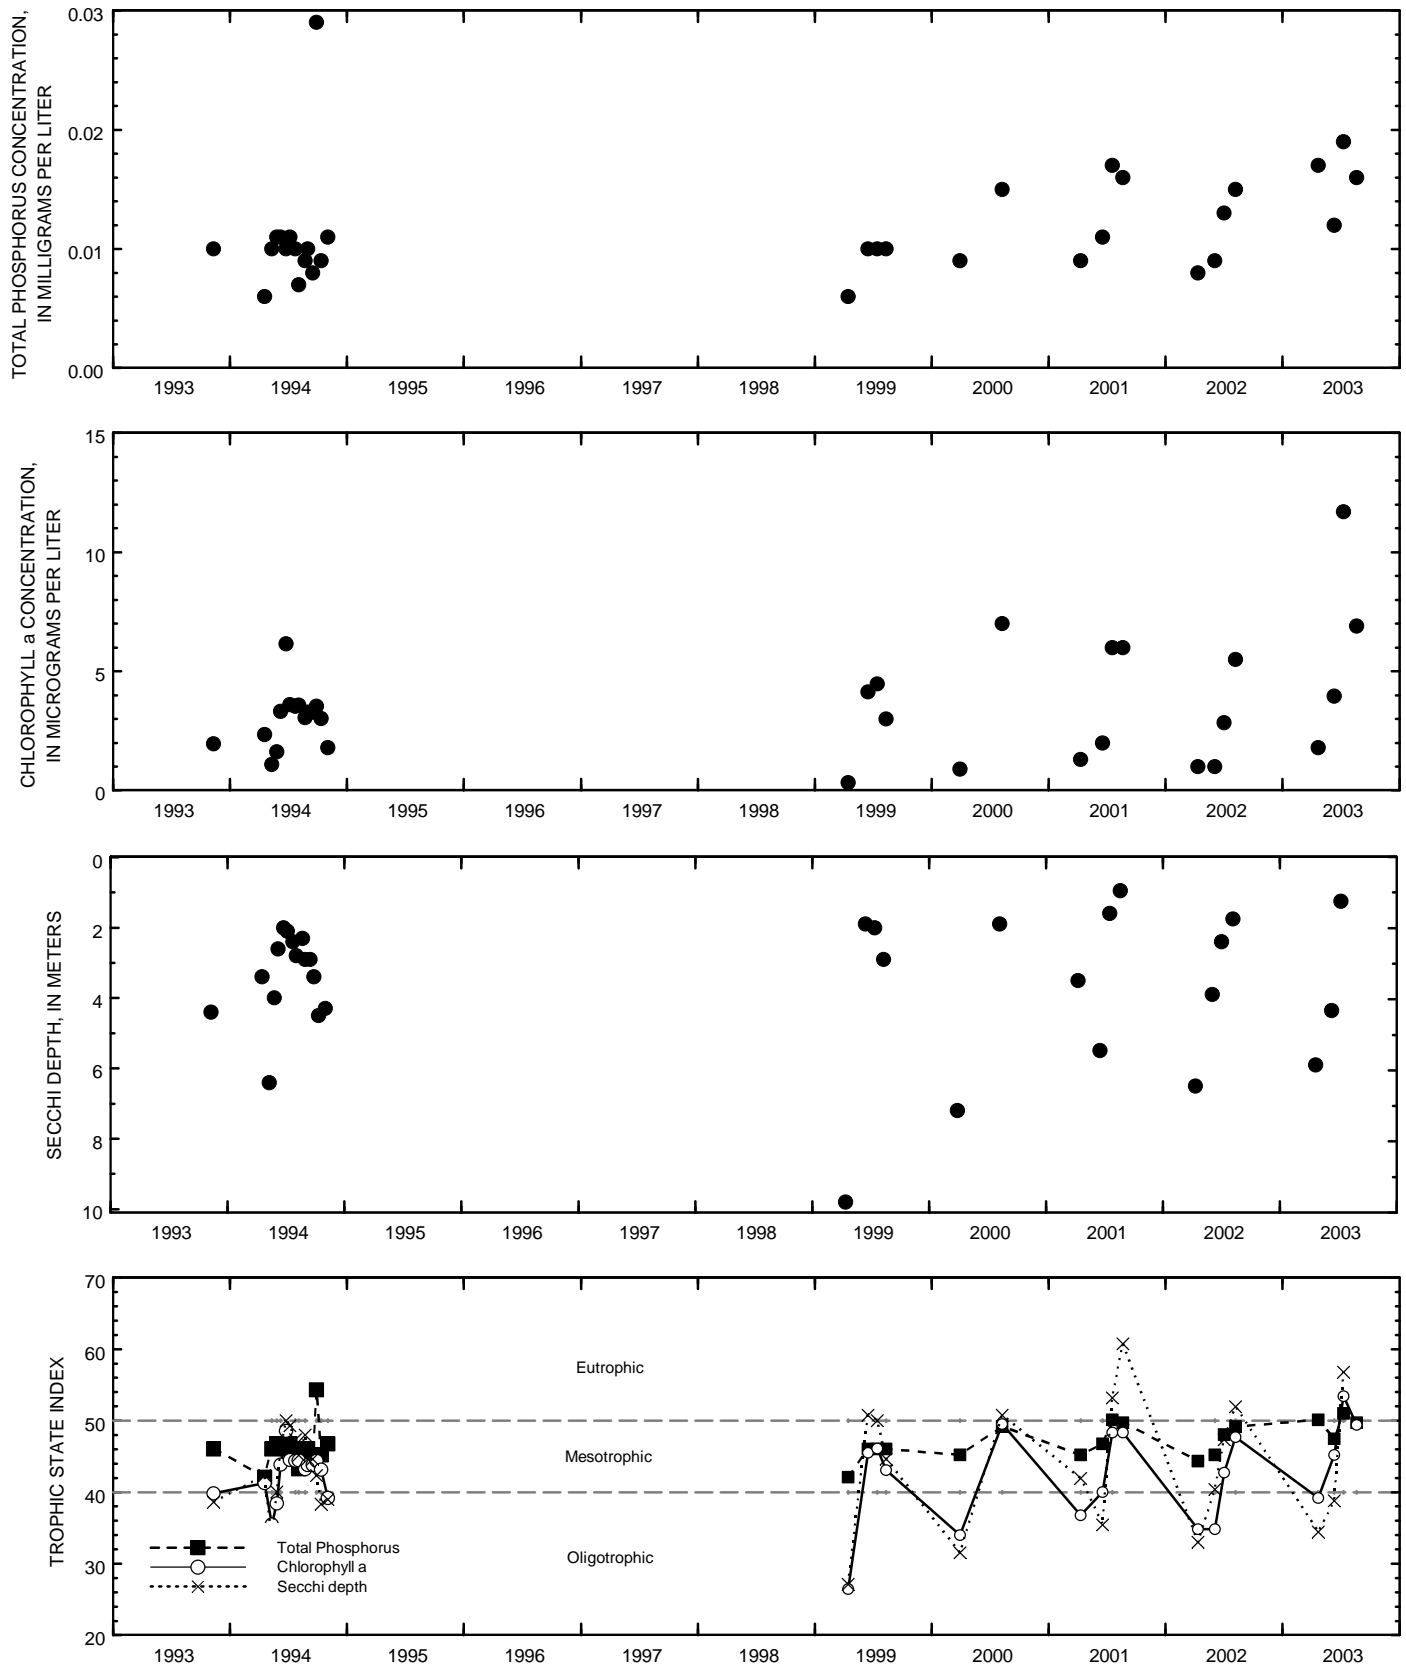 TOTAL PHOSPHORUS CONCENTRATION,
IN MILLIGRAMS PER LITER
0.03
0.02
0.01
0.00
1993 1994 1995 1996 1997 1998 1999 2000 2001 2002 2003
CHLOROPHYLL a CONCENTRATION,
IN MICROGRAMS PER LITER
15
10
5
0
1993 1994 1995 1996 1997 1998 1999 2000 2001 2002 2003
SECCHI DEPTH, IN METERS
0
2
4
6
8
10
1993 1994 1995 1996 1997 1998 1999 2000 2001 2002 2003
TROPHIC STATE INDEX
70
60
50
40
30
20
Eutrophic
Mesotrophic
Oligotrophic
Total Phosphorus
Chlorophyll a
Secchi depth
1993 1994 1995 1996 1997 1998 1999 2000 2001 2002 2003